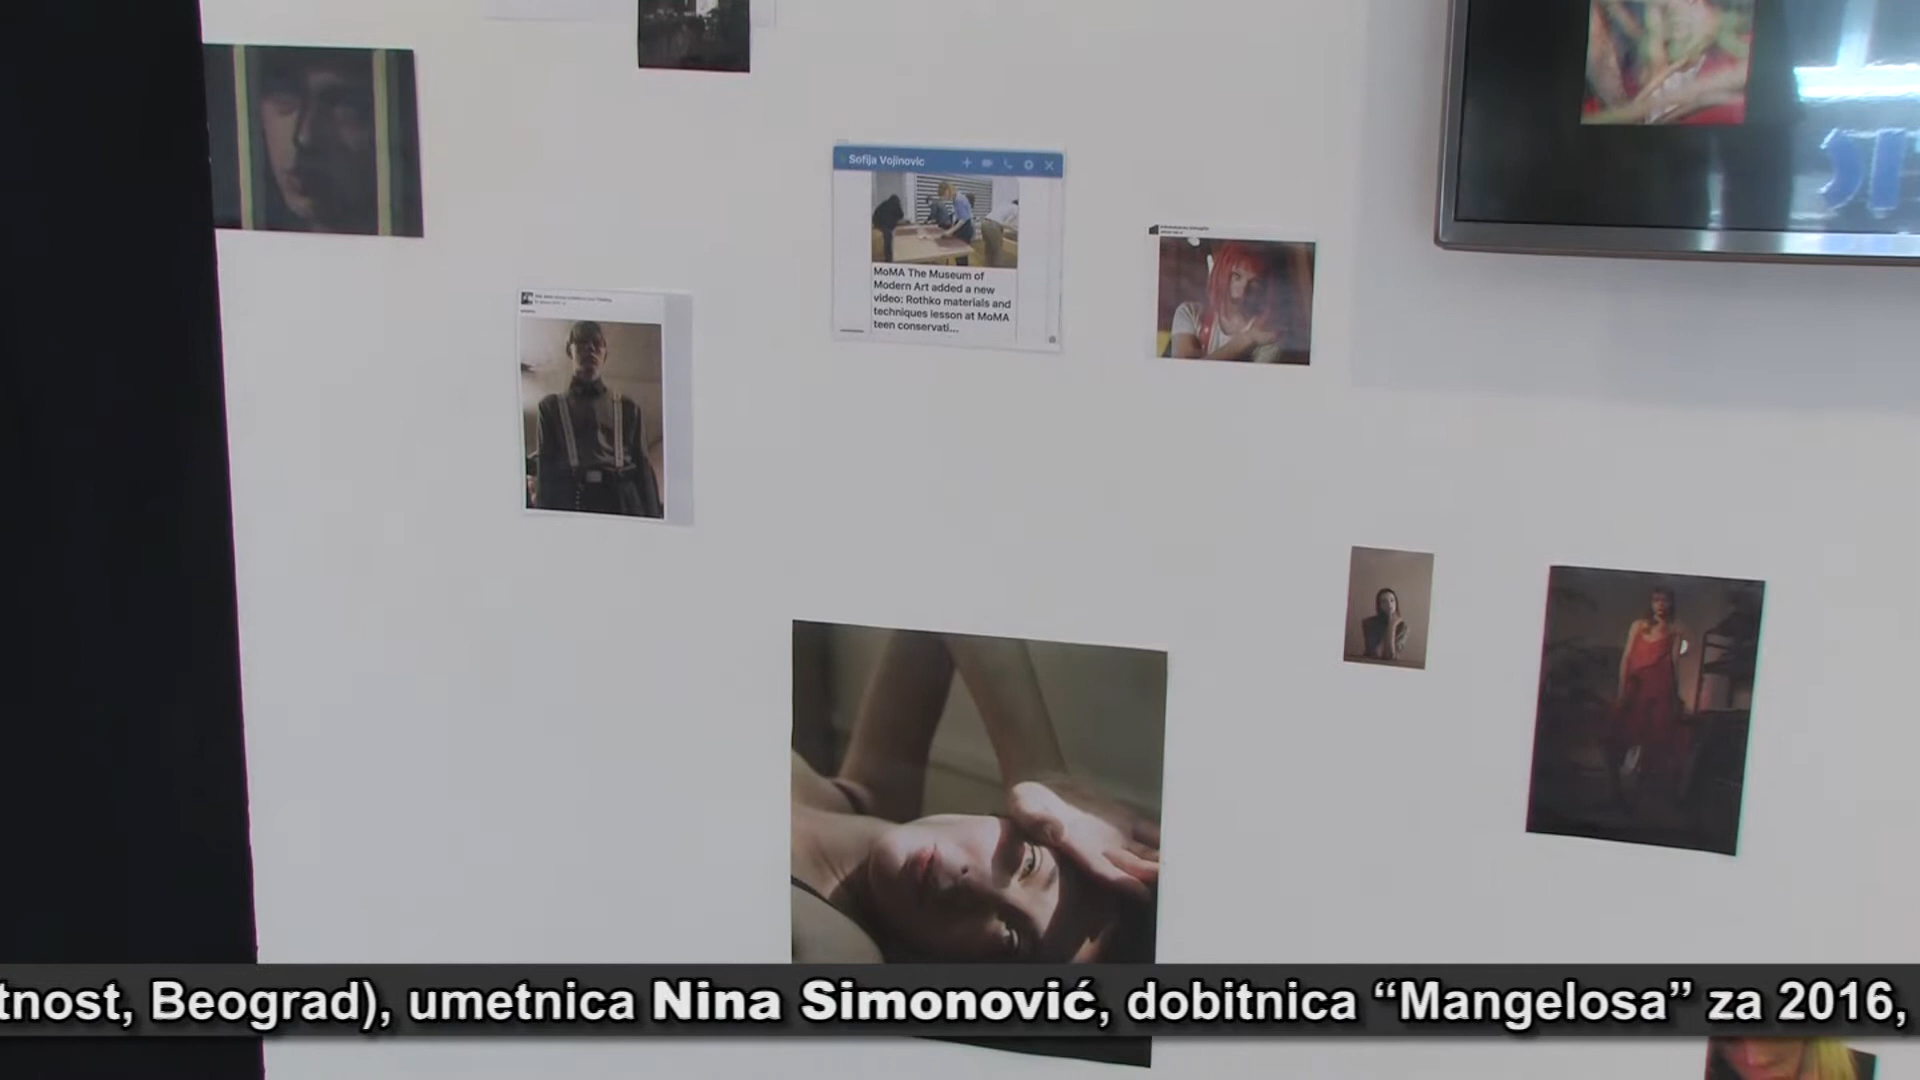 Sofija Vojinovic
MoMA The Museum of
Modern Art added a new
video: Rothko materials and
techniques lesson at MoMA
teen conservati...
tnost, Beograd), umetnica Nina Simonović, dobitnica “Mangelosa” za 2016,